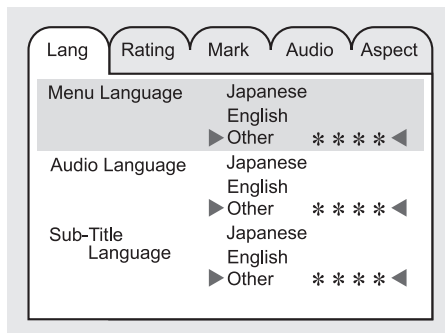 Lang Rating Mark Audio Aspect
Menu Language Japanese
English
▶Other ＊＊＊＊◀
Audio Language Japanese
English
▶Other ＊＊＊＊◀
Sub-Title Japanese
Language English
▶Other ＊＊＊＊◀